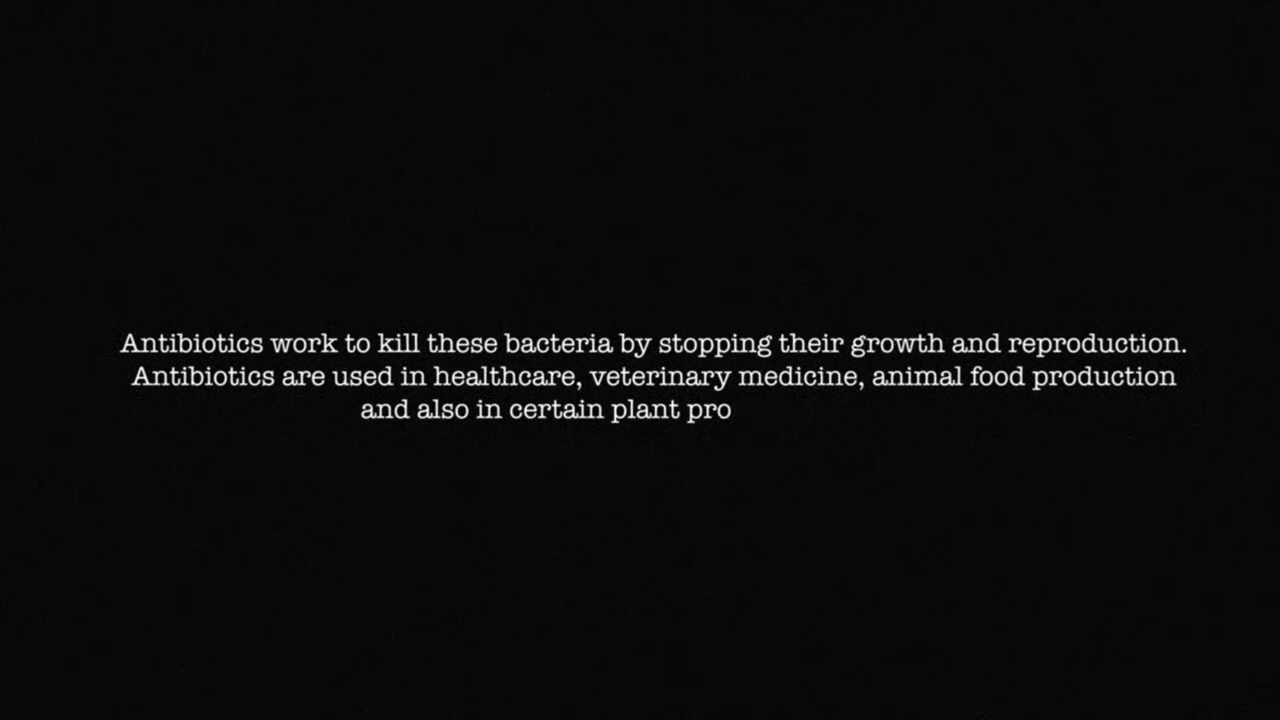 Antibiotics work to kill these bacteria by stopping their growth and reproduction.
Antibiotics are used in healthcare, veterinary medicine, animal food production
and also in certain plant pro